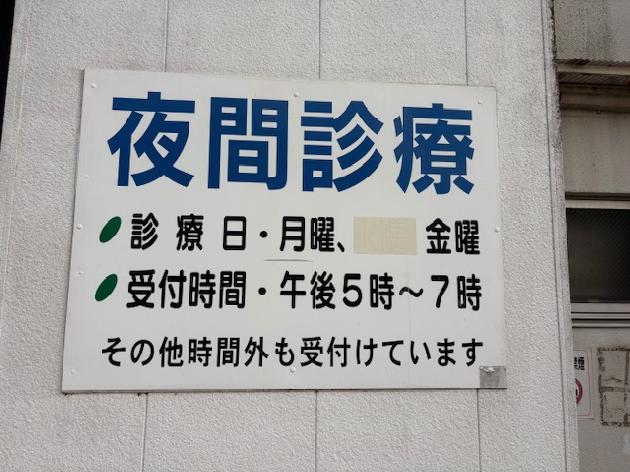 夜間診療
診療日・月曜、金曜
受付時間・午後5時～7時
その他時間外も受付けています